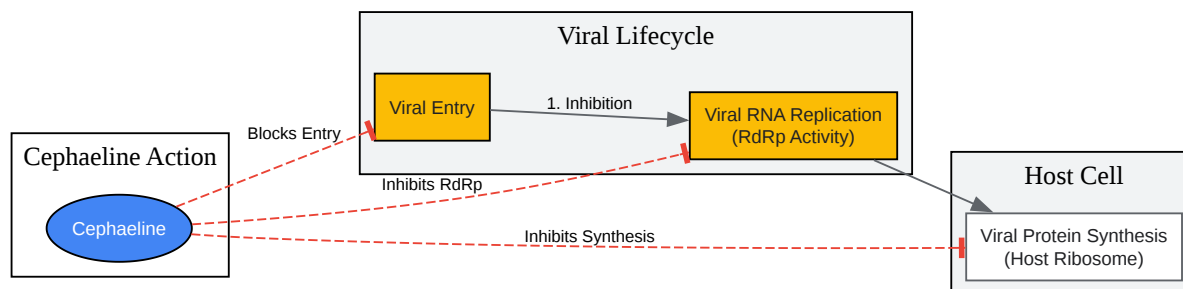 Viral Lifecycle
Viral Entry
1. Inhibition
Viral RNA Replication
(RdRp Activity)
Blocks Entry
Cephaeline Action
Inhibits RdRp
Host Cell
Cephaeline
Inhibits Synthesis
Viral Protein Synthesis
(Host Ribosome)